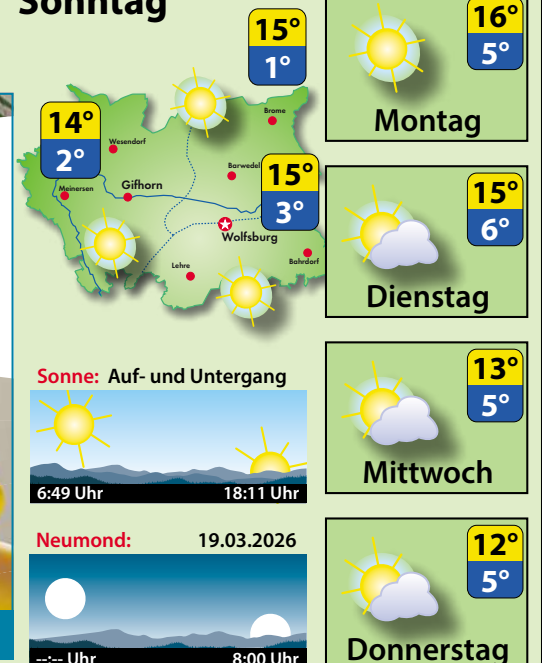 Sonntag
15°
1°
14°
2°
Brome
Wesendorf
Barwedel
15°
3°
Meinersen
Gifhorn
Wolfsburg
Lehre
Bahrdorf
Sonne: Auf- und Untergang
6:49 Uhr 18:11 Uhr
Neumond: 19.03.2026
--:-- Uhr 8:00 Uhr
16°
5°
Montag
15°
6°
Dienstag
13°
5°
Mittwoch
12°
5°
Donnerstag